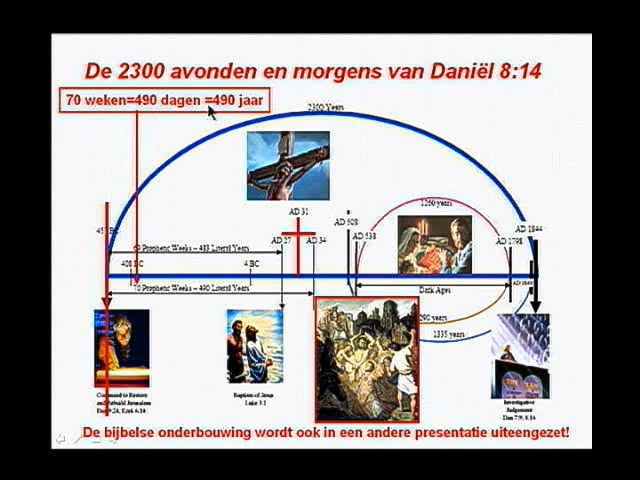 De 2300 avonden en morgens van Daniël 8:14
70 weken=490 dagen =490 jaar
2300 Years
1260 years
AD 31
AD 508
AD 1844
457 BC
AD 27
AD 34
AD 538
AD 1798
69 Prophetic Weeks – 483 Literal Years
408 BC
4 BC
70 Prophetic Weeks – 490 Literal Years
Dark Ages
1290 years
1335 years
Command to Restore
and Rebuild Jerusalem
Baptism of Jesus
Luke 3:1
Investigative
Judgement
Dan 7:9, 8:14
De bijbelse onderbouwing wordt ook in een andere presentatie uiteengezet!